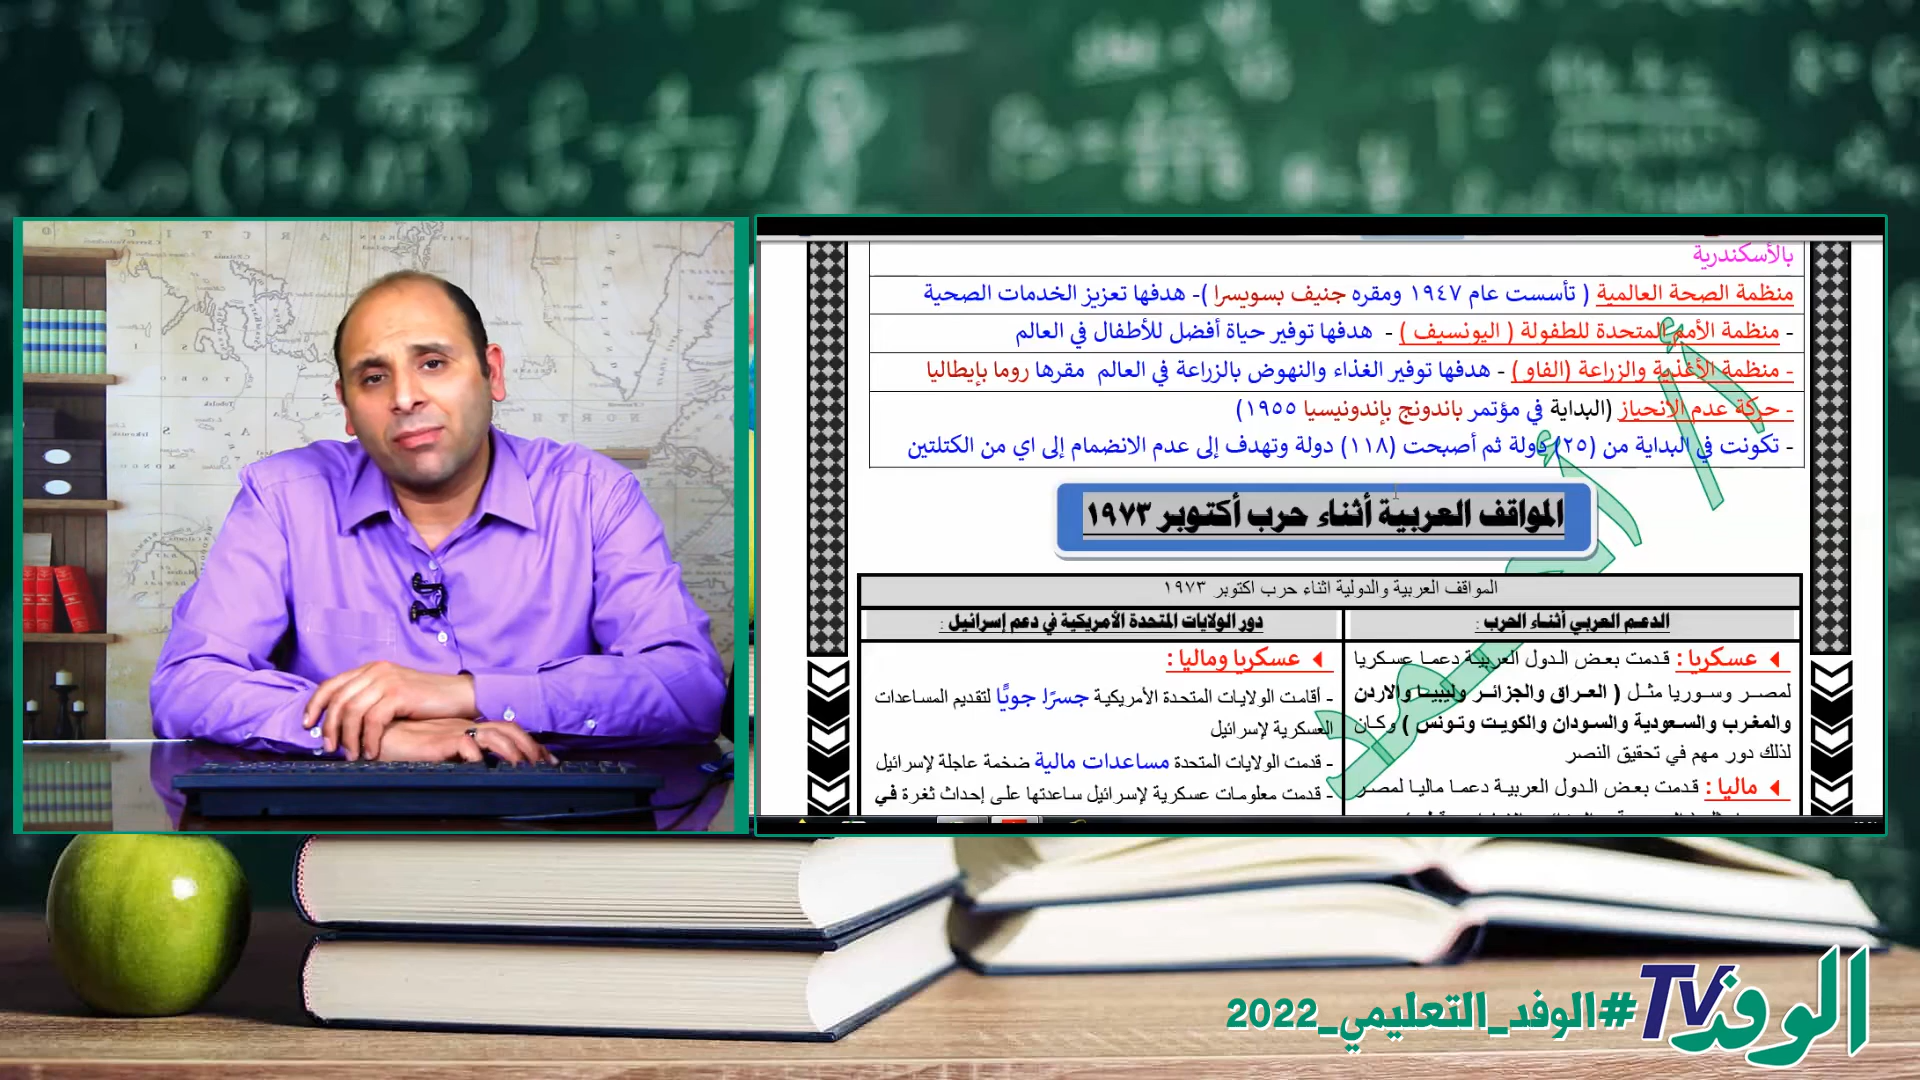 بالأسكندرية
منظمة الصحة العالمية ( تأسست عام ١٩٤٧ ومقره جنيف بسويسرا )- هدفها تعزيز الخدمات الصحية
- منظمة الأمم المتحدة للطفولة ( اليونسيف ) - هدفها توفير حياة أفضل للأطفال في العالم
- منظمة الأغذية والزراعة (الفاو) - هدفها توفير الغذاء والنهوض بالزراعة في العالم مقرها روما بإيطاليا
- حركة عدم الانحياز (البداية في مؤتمر باندونج بإندونيسيا ١٩٥٥)
- تكونت في البداية من (٢٥) دولة ثم أصبحت (١١٨) دولة وتهدف إلى عدم الانضمام إلى اي من الكتلتين
المواقف العربية أثناء حرب أكتوبر ١٩٧٣
المواقف العربية والدولية اثناء حرب اكتوبر ١٩٧٣
الدعم العربي أثناء الحرب :
عسكريا : قدمت بعض الدول العربية دعما عسكريا
لمصر وسوريا مثل ( العراق والجزائر وليبيا والاردن
والمغرب والسعودية والسودان والكويت وتونس ) وكان
لذلك دور مهم في تحقيق النصر
ماليا : قدمت بعض الدول العربية دعما ماليا لمصر
دور الولايات المتحدة الأمريكية في دعم إسرائيل :
عسكريا وماليا :
- أقامت الولايات المتحدة الأمريكية جسرًا جويًّا لتقديم المساعدات
العسكرية لإسرائيل
- قدمت الولايات المتحدة مساعدات مالية ضخمة عاجلة لإسرائيل
- قدمت معلومات عسكرية لإسرائيل ساعدتها على إحداث ثغرة في
الوفد TV
#الوفد_التعليمي_2022